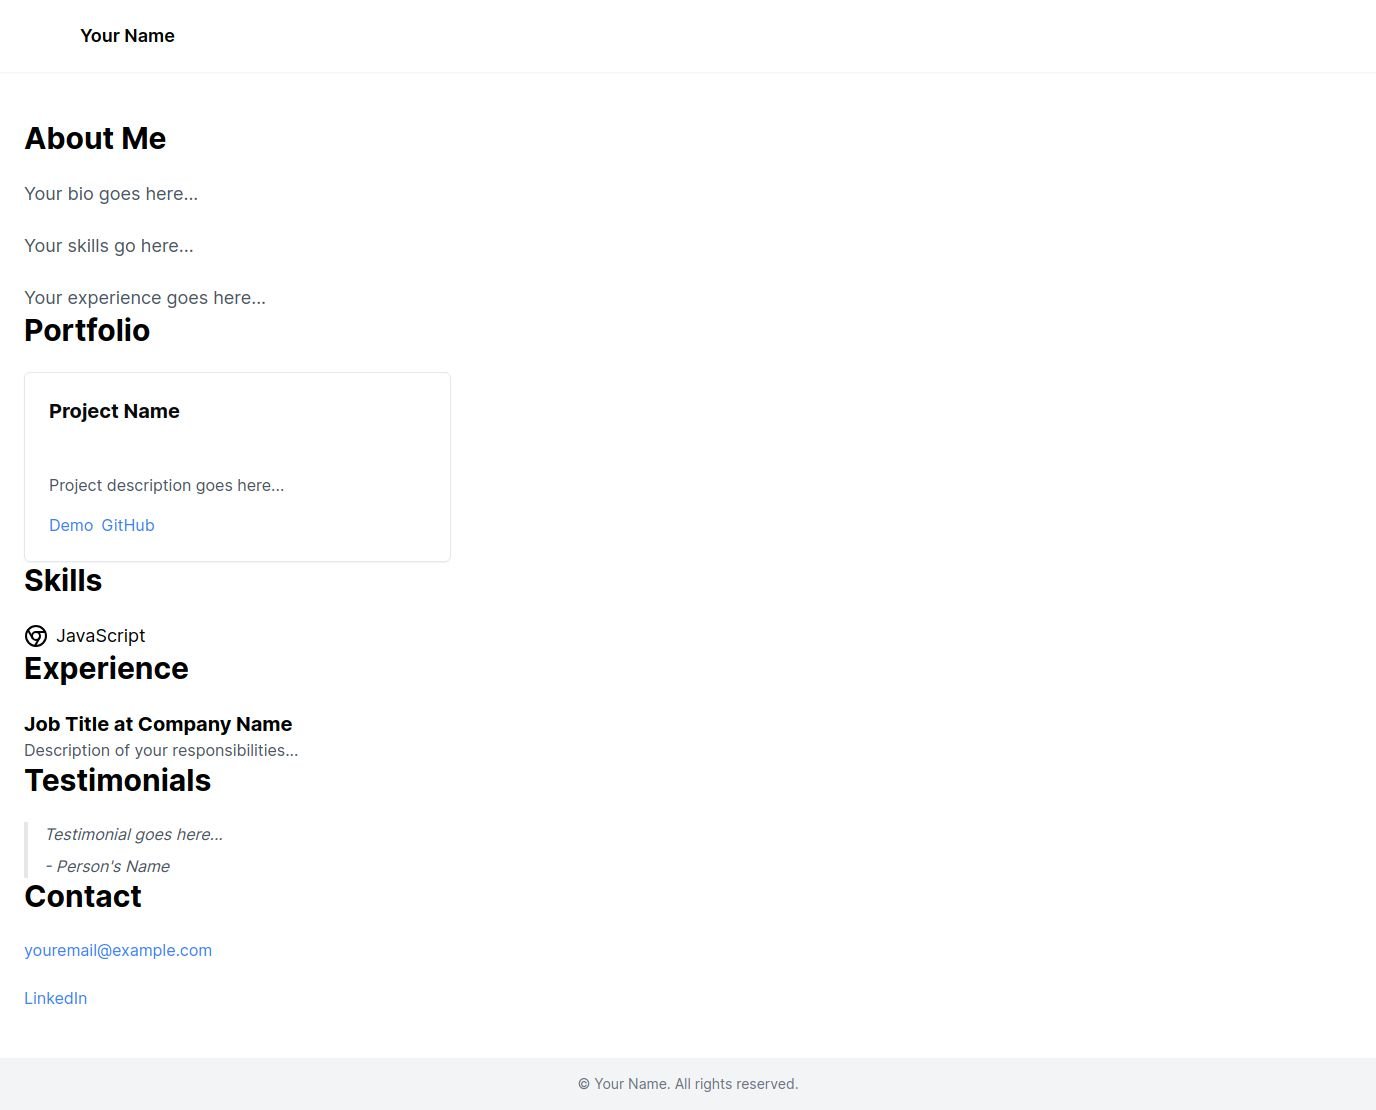 Your Name
About Me
Your bio goes here...
Your skills go here...
Your experience goes here...
Portfolio
Project Name
Project description goes here...
Demo GitHub
Skills
JavaScript
Experience
Job Title at Company Name
Description of your responsibilities...
Testimonials
Testimonial goes here...
- Person's Name
Contact
youremail@example.com
LinkedIn
© Your Name. All rights reserved.